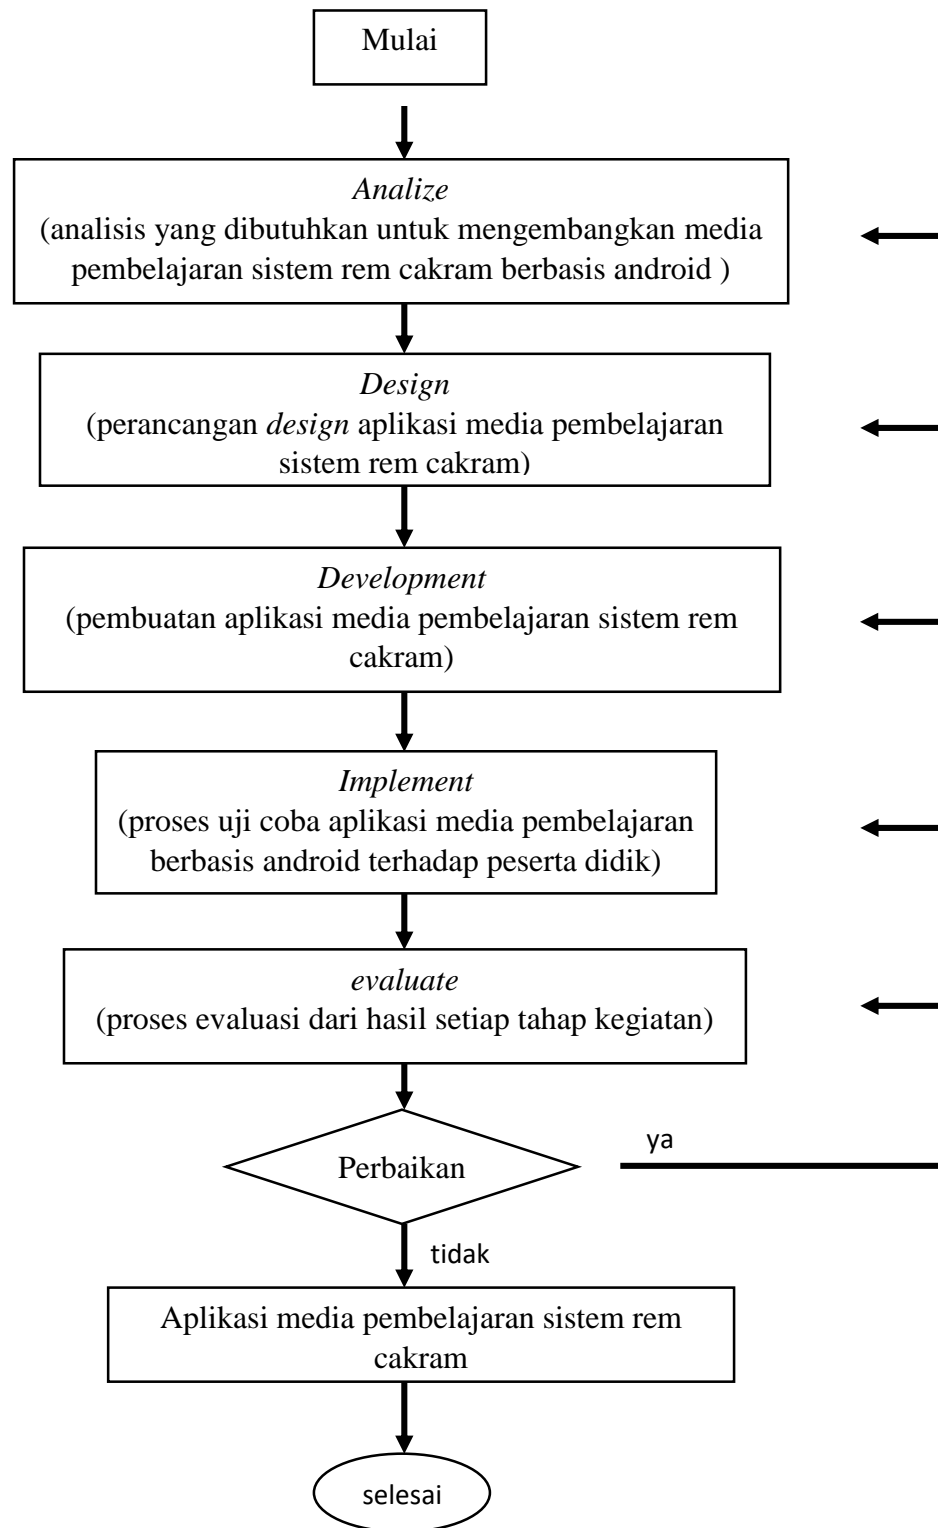 Mulai
Analize
(analisis yang dibutuhkan untuk mengembangkan media
pembelajaran sistem rem cakram berbasis android )
Design
(perancangan design aplikasi media pembelajaran
sistem rem cakram)
Development
(pembuatan aplikasi media pembelajaran sistem rem
cakram)
Implement
(proses uji coba aplikasi media pembelajaran
berbasis android terhadap peserta didik)
evaluate
(proses evaluasi dari hasil setiap tahap kegiatan)
ya
Perbaikan
tidak
Aplikasi media pembelajaran sistem rem
cakram
selesai